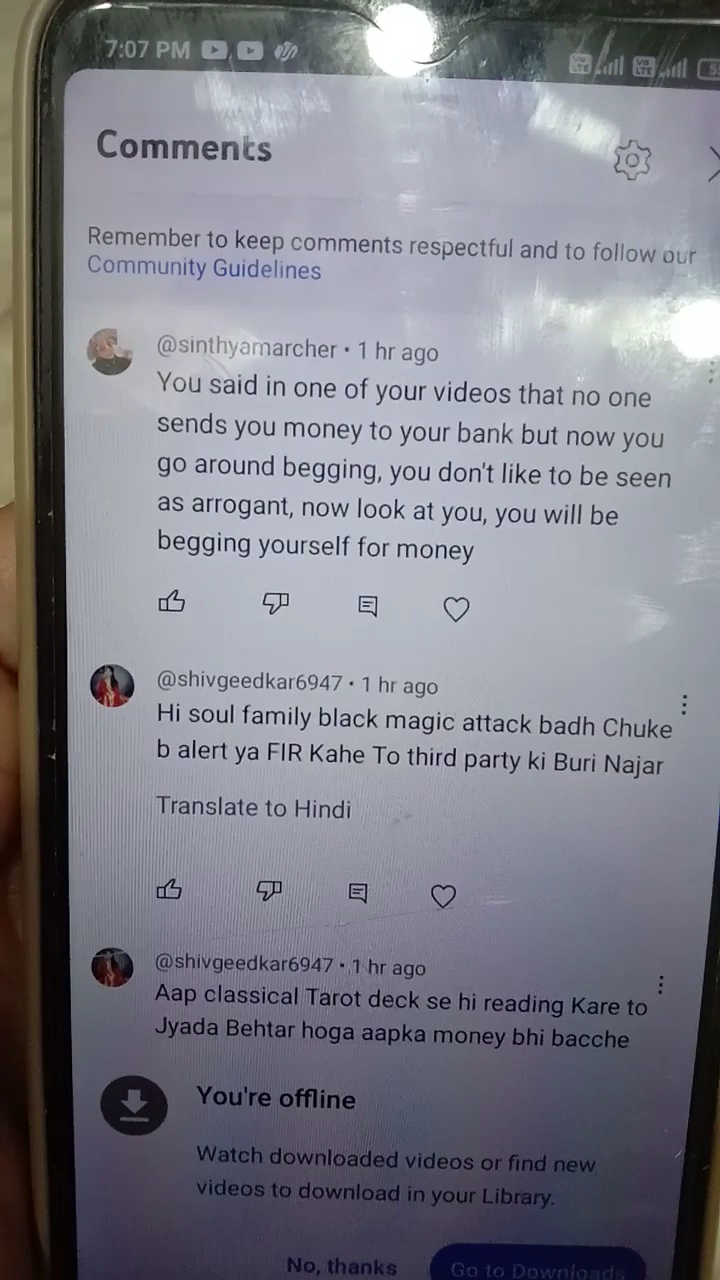 7:07 PM
Comments
Remember to keep comments respectful and to follow our
Community Guidelines
@sinthyamarcher • 1 hr ago
You said in one of your videos that no one
sends you money to your bank but now you
go around begging, you don't like to be seen
as arrogant, now look at you, you will be
begging yourself for money
@shivgeedkar6947 • 1 hr ago
Hi soul family black magic attack badh Chuke
b alert ya FIR Kahe To third party ki Buri Najar
Translate to Hindi
@shivgeedkar6947 • 1 hr ago
Aap classical Tarot deck se hi reading Kare to
Jyada Behtar hoga aapka money bhi bacche
You're offline
Watch downloaded videos or find new
videos to download in your Library.
No, thanks
Go to Downloads